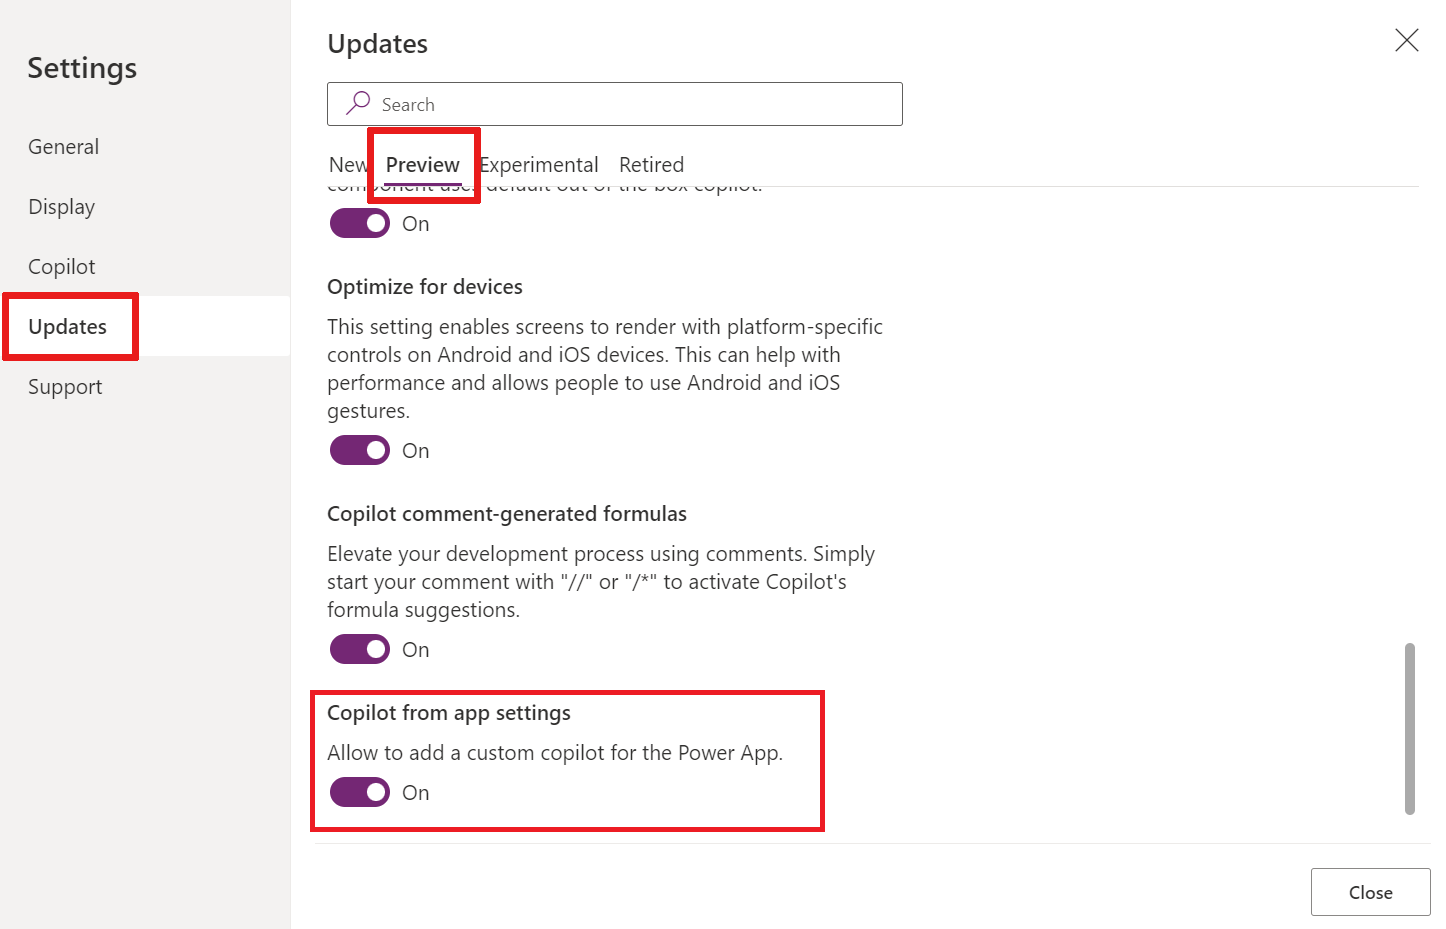 Settings
General
Display
Copilot
Updates
Support
Updates
Search
New Preview Experimental Retired
component uses default out of the box copilot.
On
Optimize for devices
This setting enables screens to render with platform-specific
controls on Android and iOS devices. This can help with
performance and allows people to use Android and iOS
gestures.
On
Copilot comment-generated formulas
Elevate your development process using comments. Simply
start your comment with "//" or "/*" to activate Copilot's
formula suggestions.
On
Copilot from app settings
Allow to add a custom copilot for the Power App.
On
Close